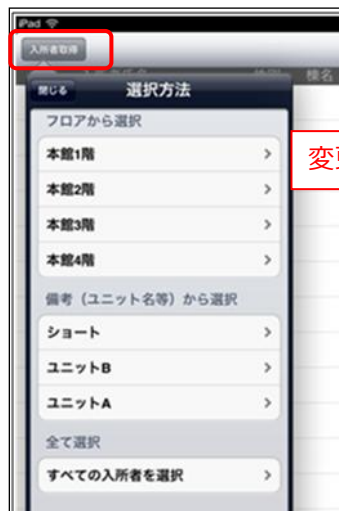 iPad
入所者取得
棟名
閉じる 選択方法
フロアから選択
本館1階
本館2階
本館3階
本館4階
備考（ユニット名等）から選択
ショート
ユニットB
ユニットA
全て選択
すべての入所者を選択